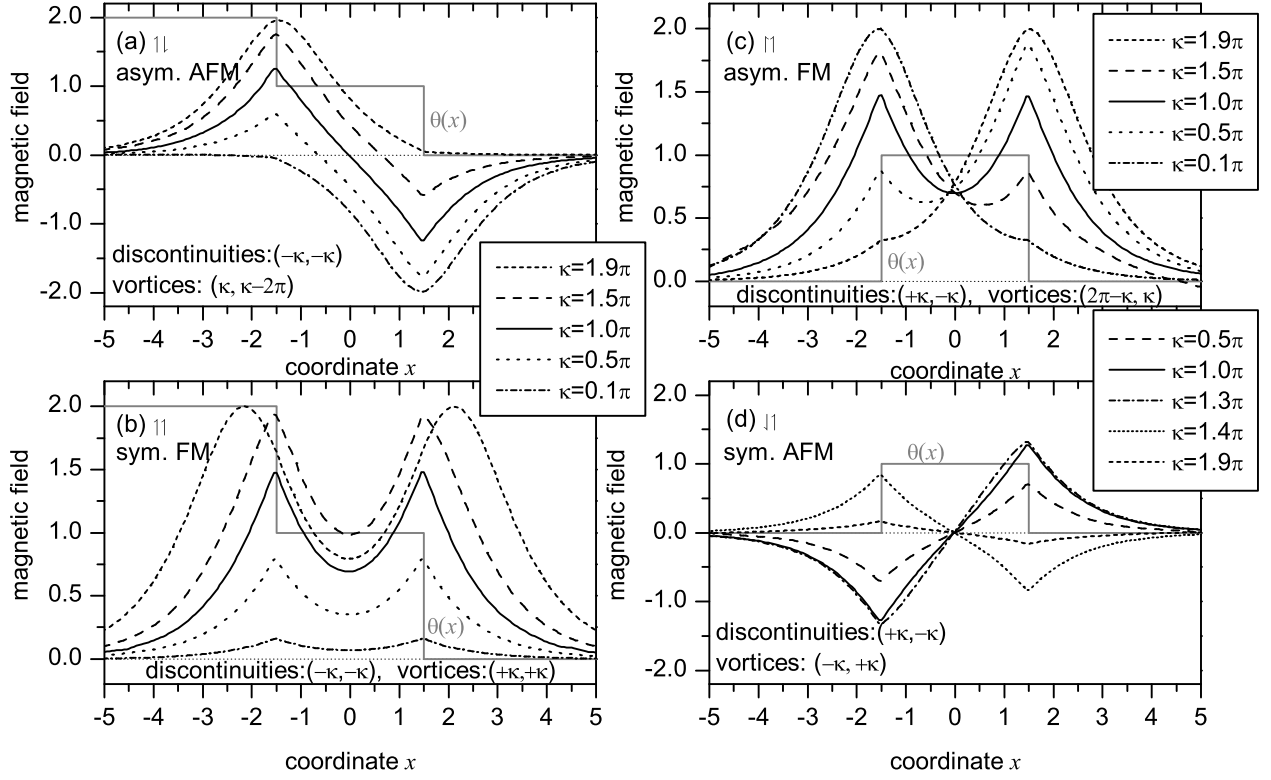 (a) ↿⇂
asym. AFM
θ(x)
discontinuities:(−κ,−κ)
vortices: (κ, κ−2π)
magnetic field
2.0
1.0
0.0
-1.0
-2.0
-5 -4 -3 -2 -1 0 1 2 3 4 5
coordinate x
κ=1.9π
κ=1.5π
κ=1.0π
κ=0.5π
κ=0.1π
(b) ↿↿
sym. FM
θ(x)
discontinuities:(−κ,−κ), vortices:(+κ,+κ)
magnetic field
2.0
1.5
1.0
0.5
0.0
-5 -4 -3 -2 -1 0 1 2 3 4 5
coordinate x
(c)
asym. FM
θ(x)
discontinuities:(+κ,−κ), vortices:(2π−κ, κ)
magnetic field
2.0
1.5
1.0
0.5
0.0
-5 -4 -3 -2 -1 0 1 2 3 4 5
coordinate x
κ=1.9π
κ=1.5π
κ=1.0π
κ=0.5π
κ=0.1π
(d)
sym. AFM
θ(x)
discontinuities:(+κ,−κ)
vortices: (−κ, +κ)
magnetic field
2.0
1.0
0.0
-1.0
-2.0
-5 -4 -3 -2 -1 0 1 2 3 4 5
coordinate x
κ=0.5π
κ=1.0π
κ=1.3π
κ=1.4π
κ=1.9π